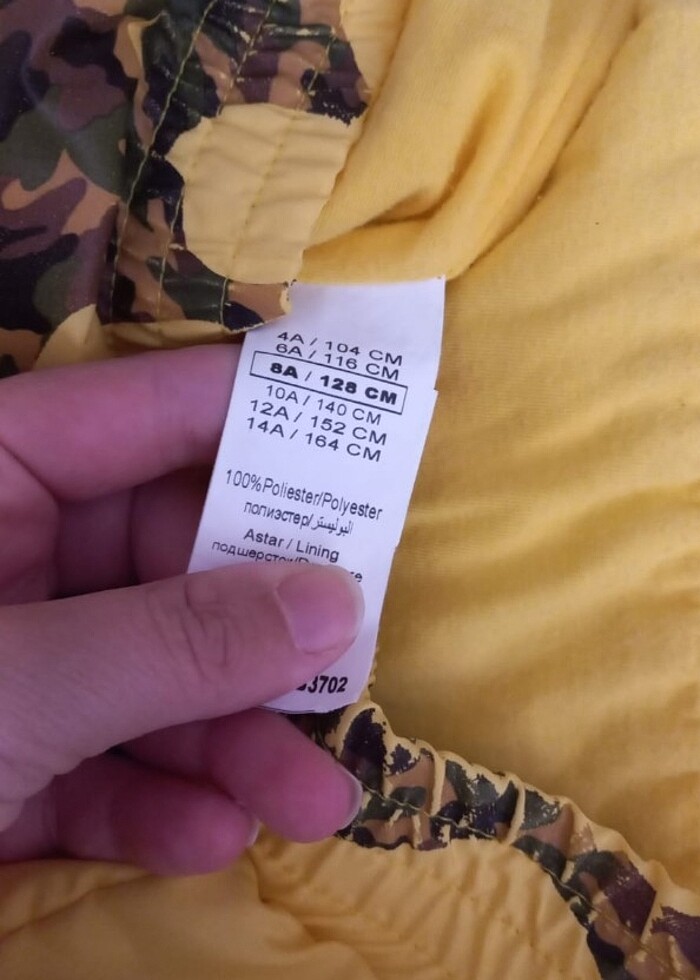 4A / 104 CM
6A / 116 CM
8A / 128 CM
10A / 140 CM
12A / 152 CM
14A / 164 CM
100%Poliester/Polyester
полиэстер/البوليستر
Astar / Lining
3702